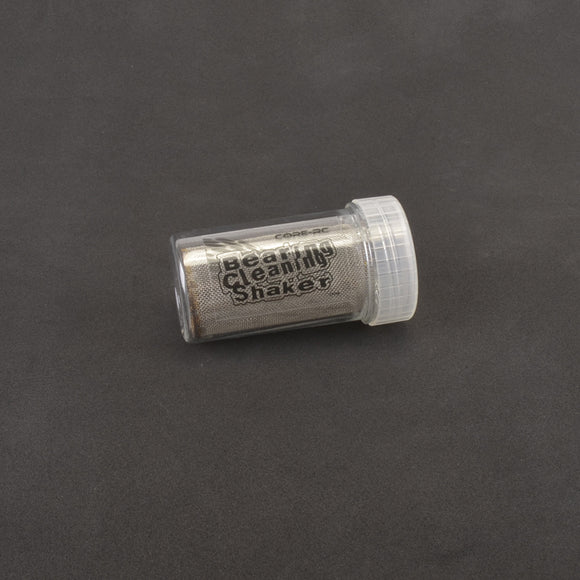 CORE-RC
Bearing
Cleaning
Shaker